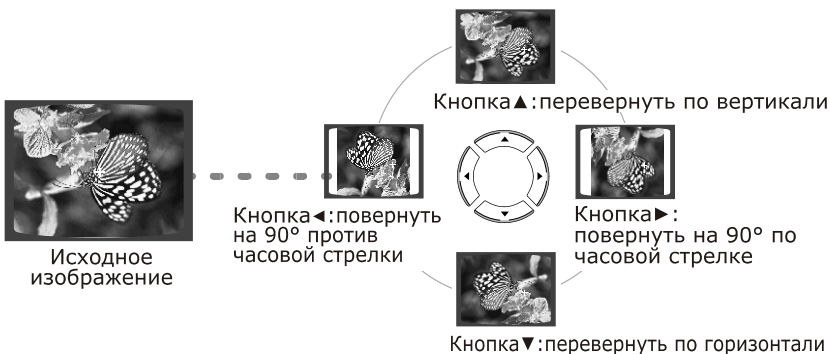 Кнопка▲:перевернуть по вертикали
Кнопка◄:повернуть
на 90° против
часовой стрелки
Кнопка►:
повернуть на 90° по
часовой стрелке
Исходное
изображение
Кнопка▼:перевернуть по горизонтали